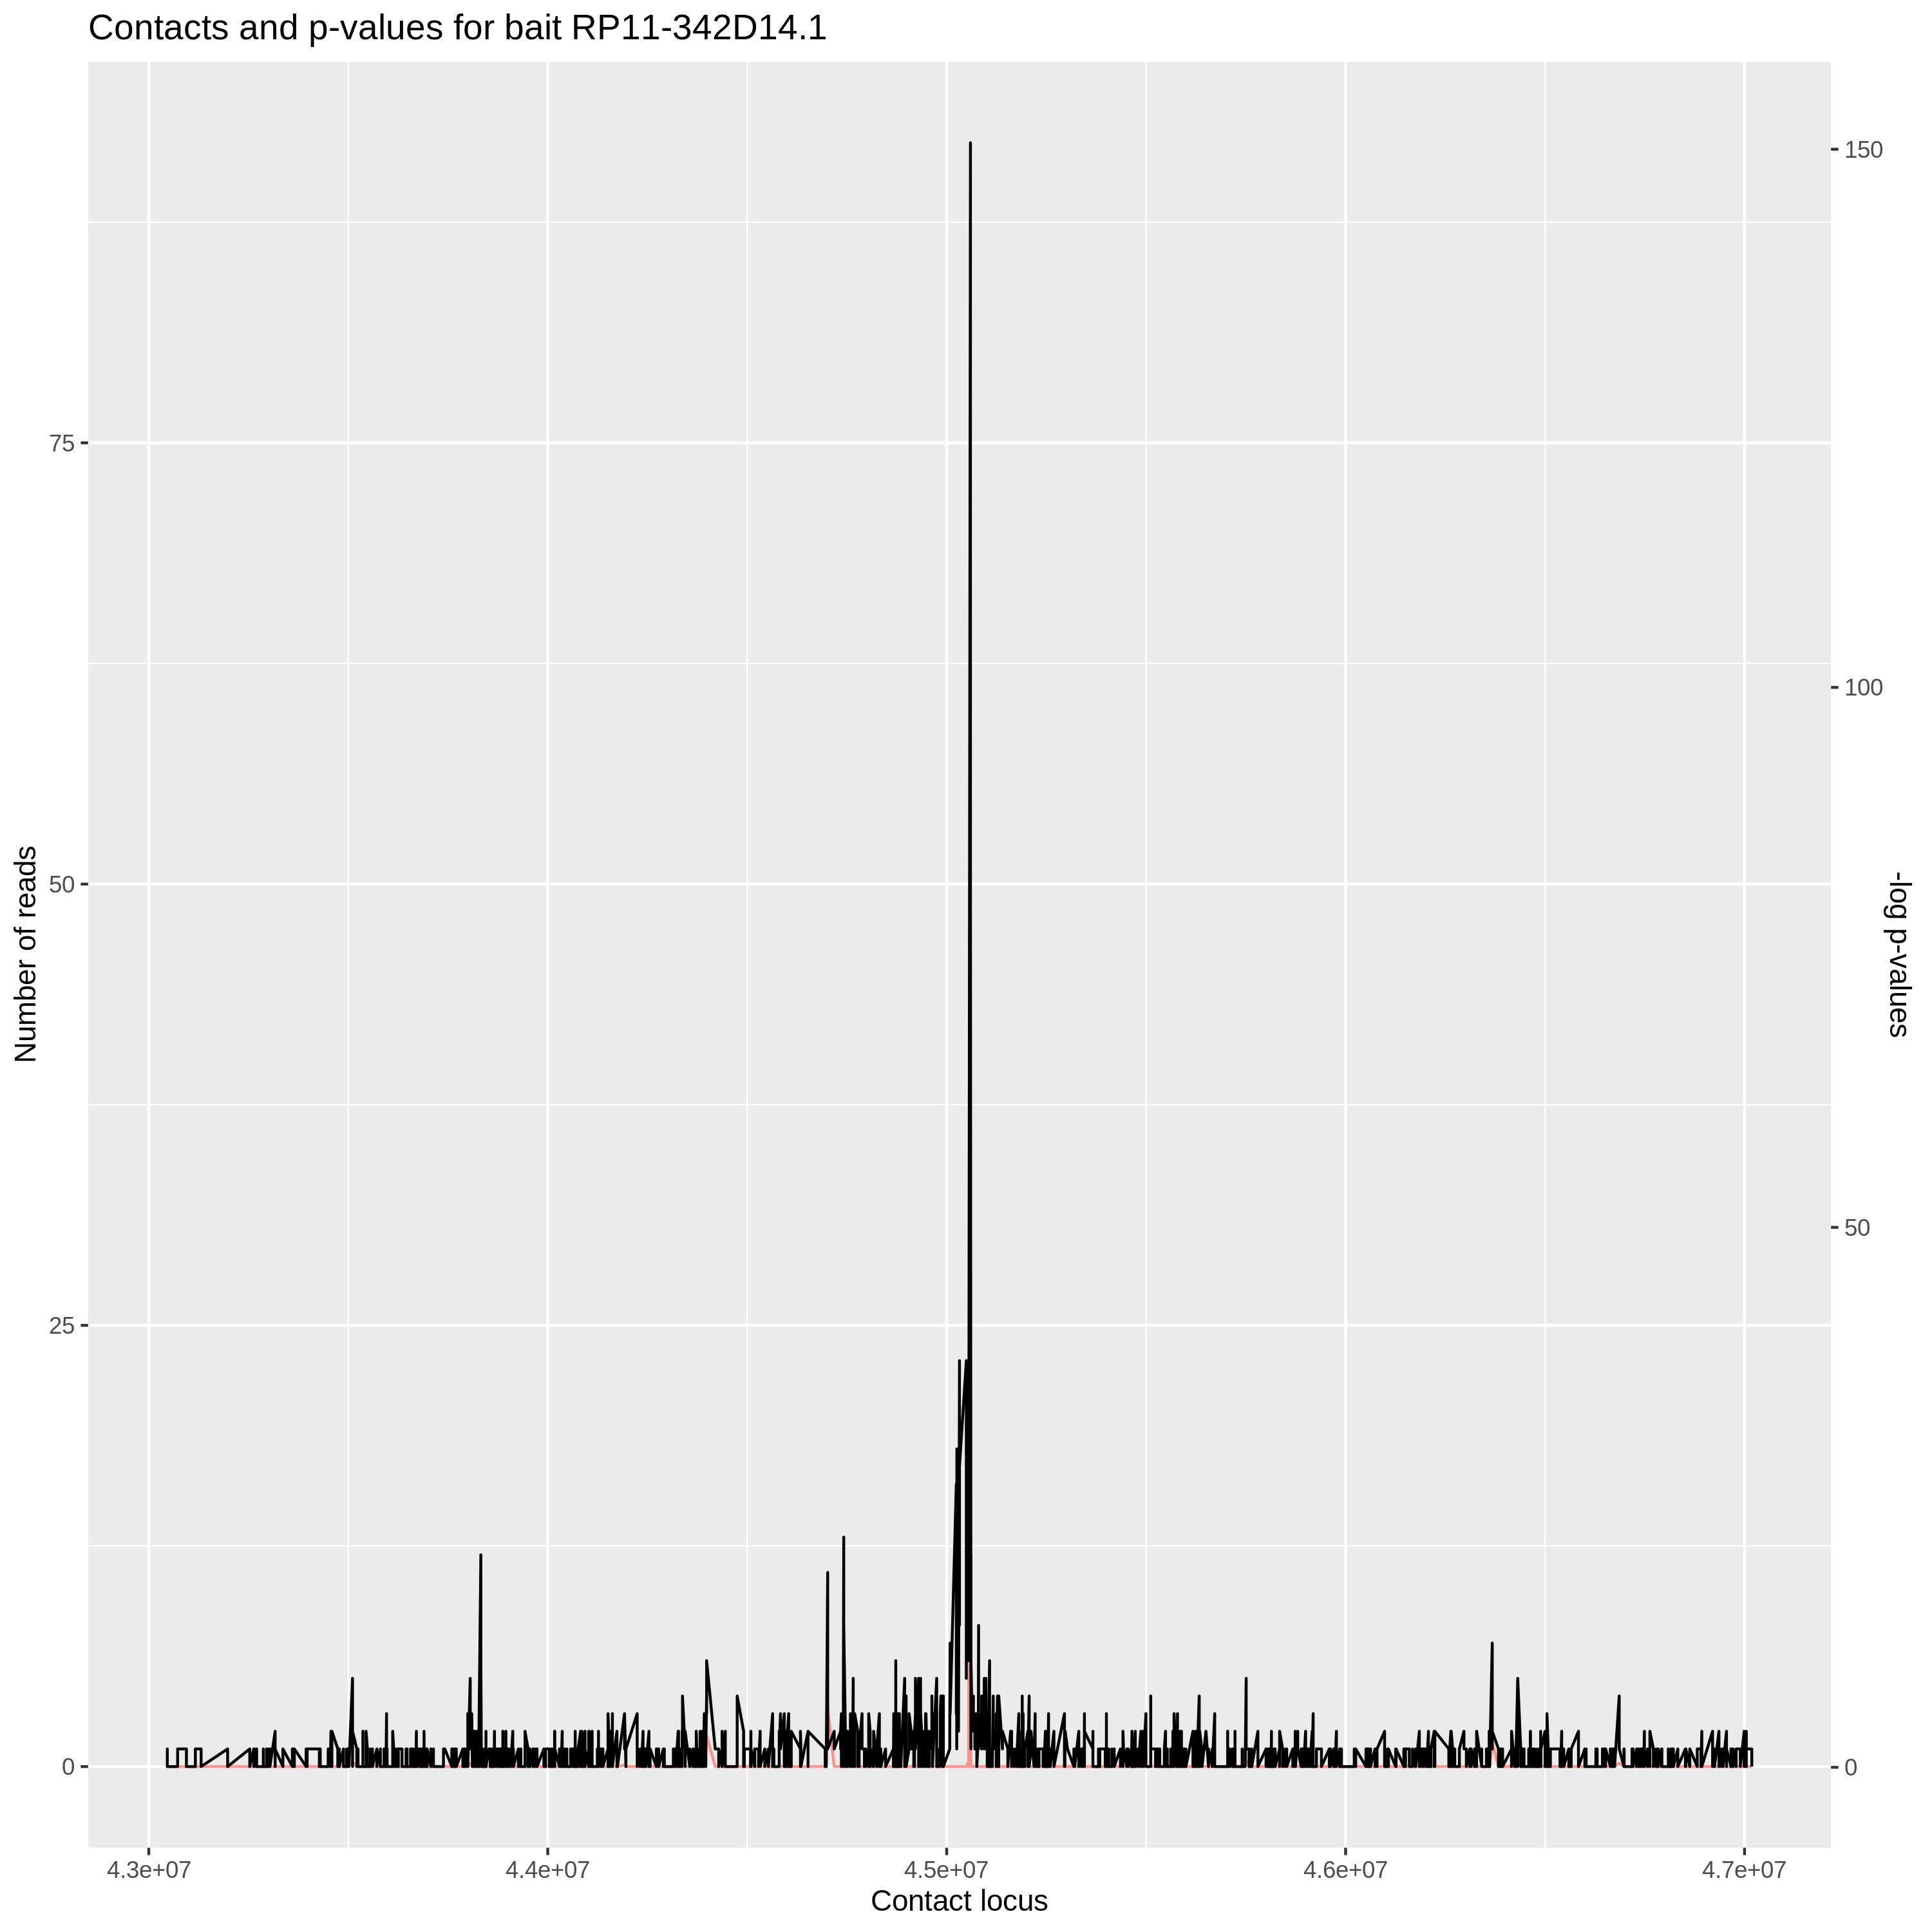 Contacts and p-values for bait RP11-342D14.1
Number of reads
75
50
25
0
150
100
50
0
-log p-values
4.3e+07
4.4e+07
4.5e+07
4.6e+07
4.7e+07
Contact locus